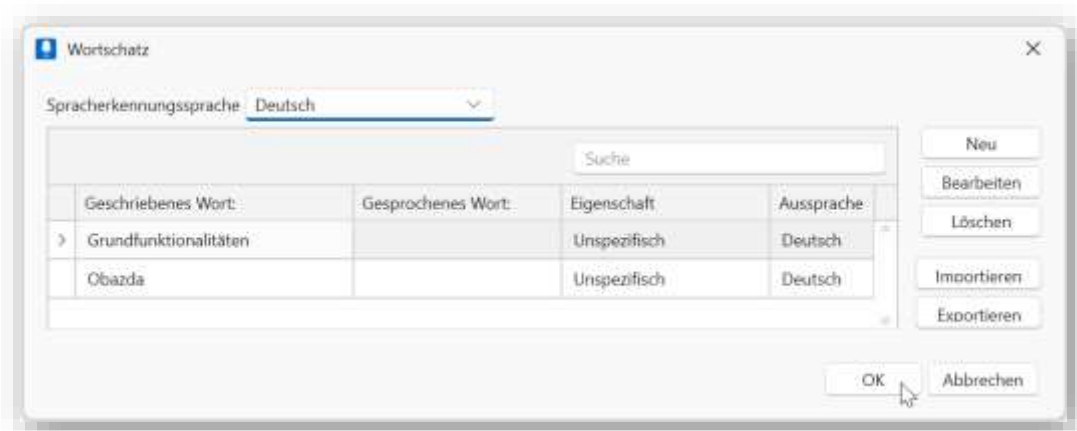 Wortschatz
Spracherkennungssprache Deutsch
Suche
Neu
Bearbeiten
Löschen
Geschriebenes Wort: Gesprochenes Wort: Eigenschaft Aussprache
Grundfunktionalitäten Unspezifisch Deutsch
Obazda Unspezifisch Deutsch
Importieren
Exportieren
OK Abbrechen